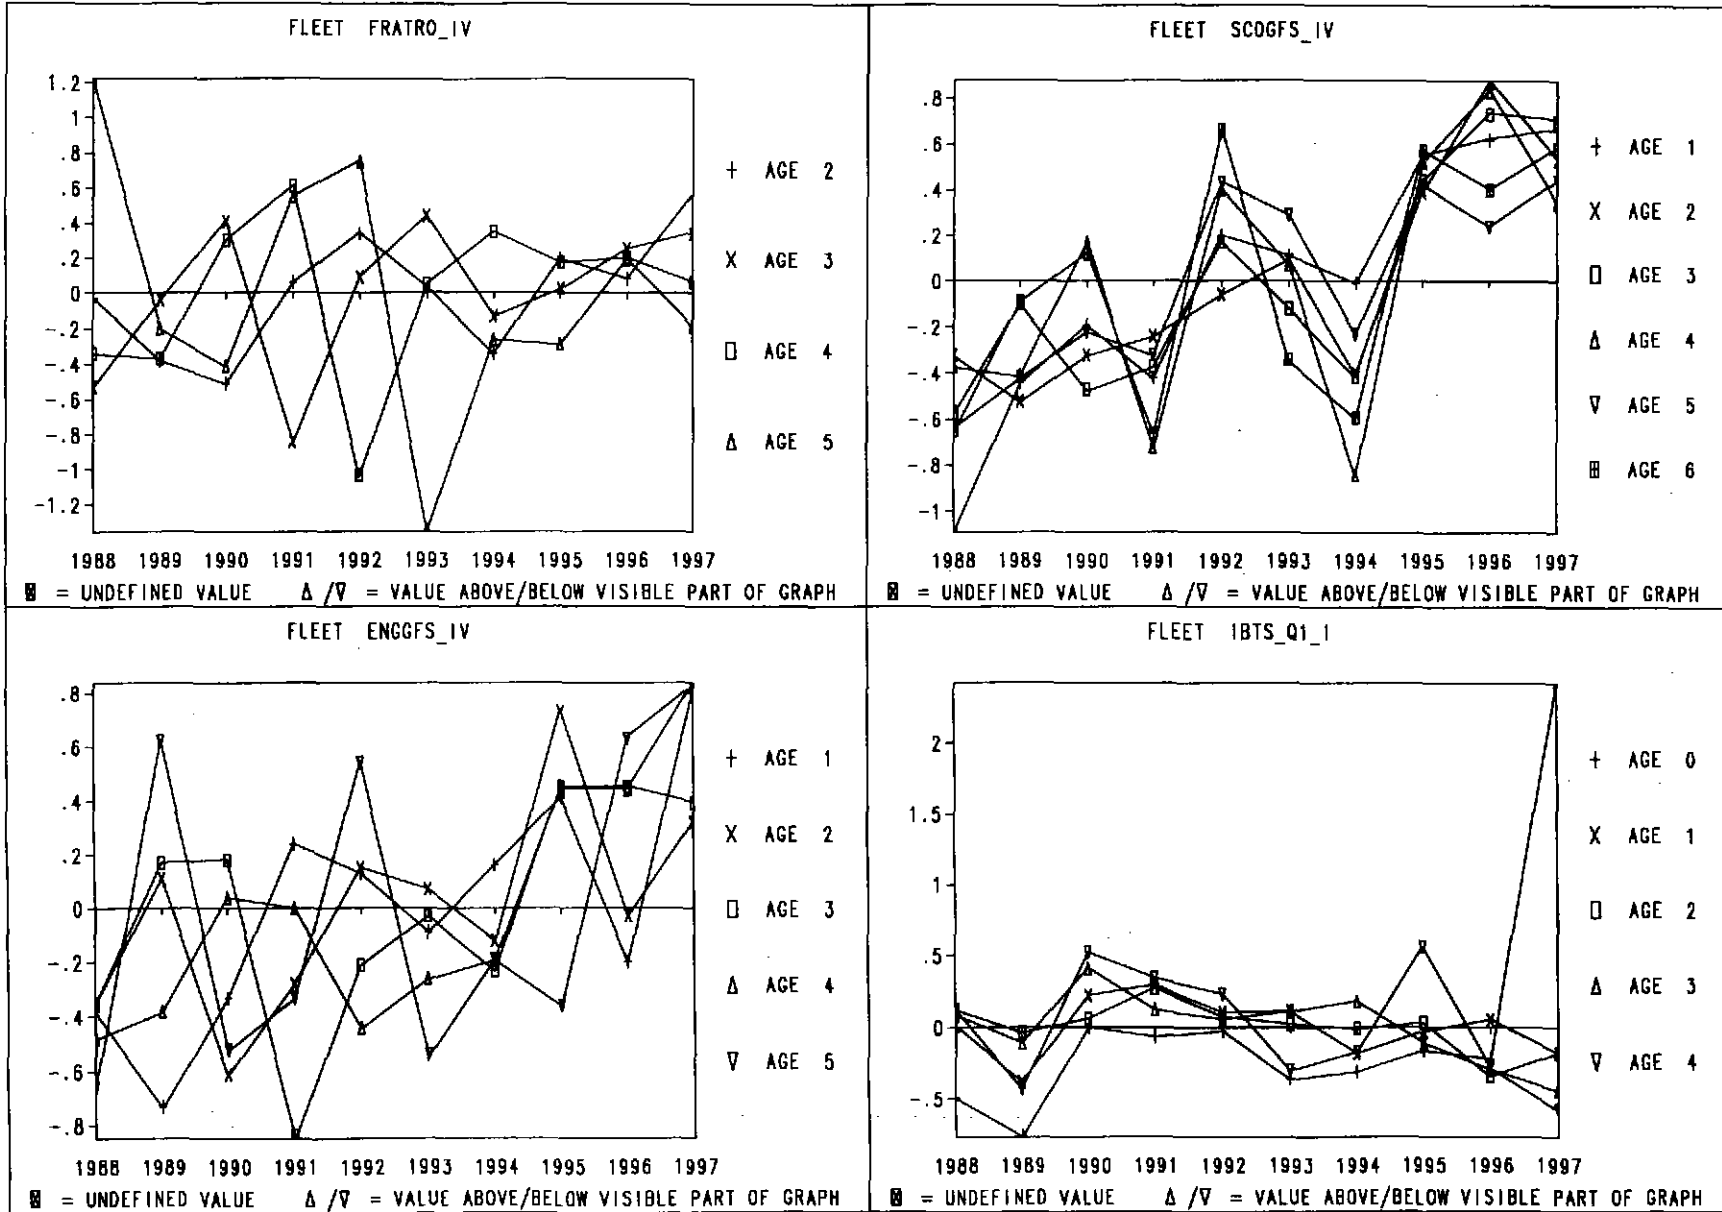 FLEET FRATRO_IV
1.2
1
.8
.6
.4
.2
0
-.2
-.4
-.6
-.8
-1
-1.2
1988 1989 1990 1991 1992 1993 1994 1995 1996 1997
+ AGE 2
X AGE 3
□ AGE 4
Δ AGE 5
⊠ = UNDEFINED VALUE Δ/∇ = VALUE ABOVE/BELOW VISIBLE PART OF GRAPH
FLEET SCOGFS_IV
.8
.6
.4
.2
0
-.2
-.4
-.6
-.8
-1
1988 1989 1990 1991 1992 1993 1994 1995 1996 1997
+ AGE 1
X AGE 2
□ AGE 3
Δ AGE 4
∇ AGE 5
⊞ AGE 6
⊠ = UNDEFINED VALUE Δ/∇ = VALUE ABOVE/BELOW VISIBLE PART OF GRAPH
FLEET ENGGFS_IV
.8
.6
.4
.2
0
-.2
-.4
-.6
-.8
1988 1989 1990 1991 1992 1993 1994 1995 1996 1997
+ AGE 1
X AGE 2
□ AGE 3
Δ AGE 4
∇ AGE 5
⊠ = UNDEFINED VALUE Δ/∇ = VALUE ABOVE/BELOW VISIBLE PART OF GRAPH
FLEET IBTS_Q1_1
2
1.5
1
.5
0
-.5
1988 1989 1990 1991 1992 1993 1994 1995 1996 1997
+ AGE 0
X AGE 1
□ AGE 2
Δ AGE 3
∇ AGE 4
⊠ = UNDEFINED VALUE Δ/∇ = VALUE ABOVE/BELOW VISIBLE PART OF GRAPH